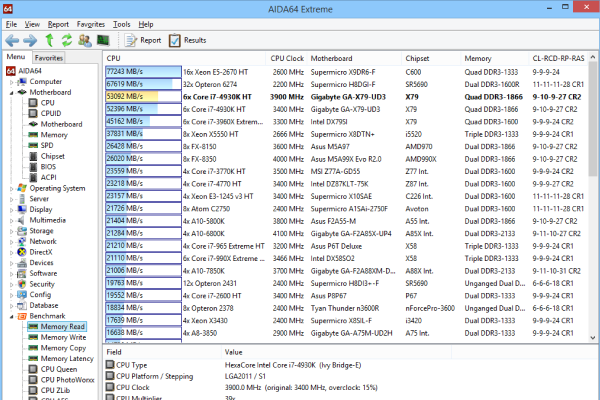 AIDA64 Extreme
File View Report Favorites Tools Help
Report Results
Menu Favorites
AIDA64
Computer
Motherboard
CPU
CPUID
Motherboard
Memory
SPD
Chipset
BIOS
ACPI
Operating System
Server
Display
Multimedia
Storage
Network
DirectX
Devices
Software
Security
Config
Database
Benchmark
Memory Read
Memory Write
Memory Copy
Memory Latency
CPU Queen
CPU PhotoWorxx
CPU ZLib
CPU AES
CPU CPU Clock Motherboard Chipset Memory CL-RCD-RP-RAS
77243 MB/s 16x Xeon E5-2670 HT 2600 MHz Supermicro X9DR6-F C600 Quad DDR3-1333 9-9-9-24
67619 MB/s 32x Opteron 6274 2200 MHz Supermicro H8DGI-F SR5690 Dual DDR3-1600R 11-11-11-28 CR1
53092 MB/s 6x Core i7-4930K HT 3900 MHz Gigabyte GA-X79-UD3 X79 Quad DDR3-1866 9-10-9-27 CR2
52396 MB/s 6x Core i7-4930K HT 3400 MHz Gigabyte GA-X79-UD3 X79 Quad DDR3-1866 9-10-9-27 CR2
45162 MB/s 6x Core i7-3960X Extrem... 3300 MHz Intel DX79SI X79 Quad DDR3-1600 9-9-9-24 CR2
37831 MB/s 8x Xeon X5550 HT 2666 MHz Supermicro X8DTN+ i5520 Triple DDR3-1333 9-9-9-24 CR1
26428 MB/s 8x FX-8150 3600 MHz Asus M5A97 AMD970 Dual DDR3-1866 9-10-9-27 CR2
26020 MB/s 8x FX-8350 4000 MHz Asus M5A99X Evo R2.0 AMD990X Dual DDR3-1866 9-10-9-27 CR2
23559 MB/s 4x Core i7-3770K HT 3500 MHz MSI Z77A-GD55 Z77 Int. Dual DDR3-1600 9-9-9-24 CR2
23218 MB/s 4x Core i7-4770 HT 3400 MHz Intel DZ87KLT-75K Z87 Int. Dual DDR3-1600 9-9-9-27 CR2
23157 MB/s 4x Xeon E3-1245 v3 HT 3400 MHz Supermicro X10SAE C226 Int. Dual DDR3-1600 11-11-11-28 CR1
21726 MB/s 8x Atom C2750 2400 MHz Supermicro A1SAi-2750F Avoton Dual DDR3-1600 11-11-11-28 CR1
21404 MB/s 4x A10-5800K 3800 MHz Asus F2A55-M A55 Int. Dual DDR3-1866 9-10-9-27 CR2
21284 MB/s 4x A10-6800K 4100 MHz Gigabyte GA-F2A85X-UP4 A85X Int. Dual DDR3-2133 9-11-10-27 CR2
21210 MB/s 4x Core i7-965 Extreme HT 3200 MHz Asus P6T Deluxe X58 Triple DDR3-1333 9-9-9-24 CR1
21110 MB/s 6x Core i7-990X Extreme ... 3466 MHz Intel DX58SO2 X58 Triple DDR3-1333 9-9-9-24 CR1
21006 MB/s 4x A10-7850K 3700 MHz Gigabyte GA-F2A88XM-D... A88X Int. Dual DDR3-2133 9-11-10-31 CR2
19763 MB/s 12x Opteron 2431 2400 MHz Supermicro H8DI3+-F SR5690 Unganged Dual D... 6-6-6-18 CR1
19552 MB/s 4x Core i7-2600 HT 3400 MHz Asus P8P67 P67 Dual DDR3-1333 9-9-9-24 CR1
18834 MB/s 8x Opteron 2378 2400 MHz Tyan Thunder n3600R nForcePro-3600 Unganged Dual D... 6-6-6-18 CR1
17639 MB/s 4x Xeon X3430 2400 MHz Supermicro X8SIL-F i3420 Dual DDR3-1333 9-9-9-24 CR1
16638 MB/s 4x A8-3850 2900 MHz Gigabyte GA-A75M-UD2H A75 Int. Dual DDR3-1333 9-9-9-24 CR1
Field Value
CPU Type HexaCore Intel Core i7-4930K (Ivy Bridge-E)
CPU Platform / Stepping LGA2011 / S1
CPU Clock 3900.0 MHz (original: 3400 MHz, overclock: 15%)
CPU Multiplier 39x